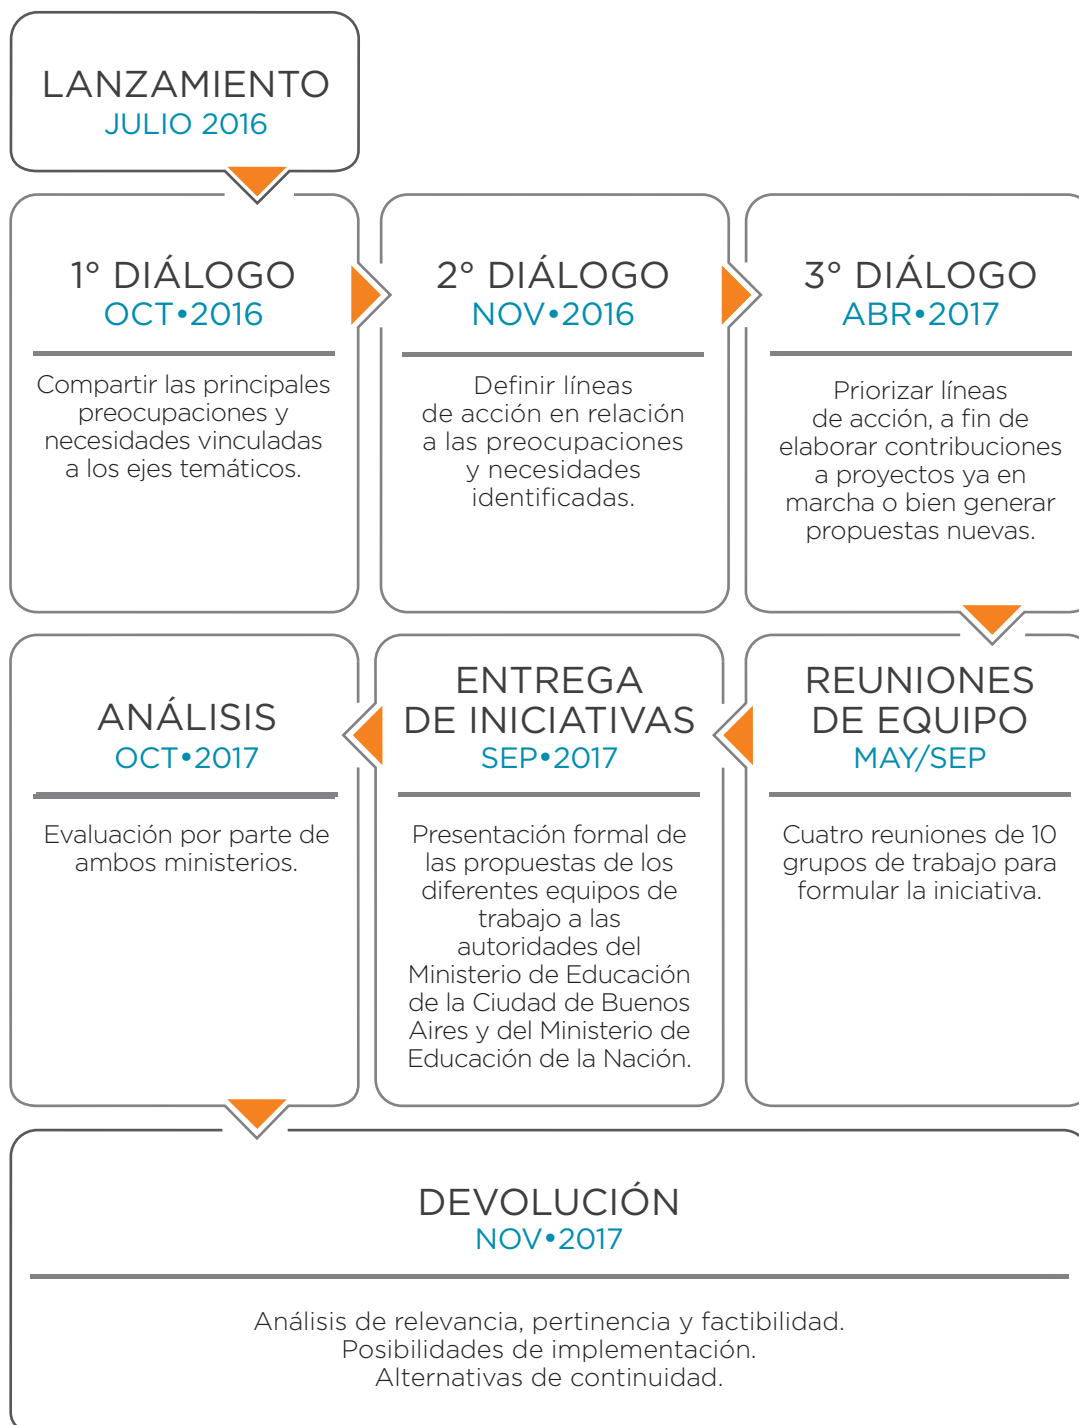 LANZAMIENTO
JULIO 2016
1° DIÁLOGO
OCT•2016
Compartir las principales
preocupaciones y
necesidades vinculadas
a los ejes temáticos.
2° DIÁLOGO
NOV•2016
Definir líneas
de acción en relación
a las preocupaciones
y necesidades
identificadas.
3° DIÁLOGO
ABR•2017
Priorizar líneas
de acción, a fin de
elaborar contribuciones
a proyectos ya en
marcha o bien generar
propuestas nuevas.
REUNIONES
DE EQUIPO
MAY/SEP
Cuatro reuniones de 10
grupos de trabajo para
formular la iniciativa.
ENTREGA
DE INICIATIVAS
SEP•2017
Presentación formal de
las propuestas de los
diferentes equipos de
trabajo a las
autoridades del
Ministerio de Educación
de la Ciudad de Buenos
Aires y del Ministerio de
Educación de la Nación.
ANÁLISIS
OCT•2017
Evaluación por parte de
ambos ministerios.
DEVOLUCIÓN
NOV•2017
Análisis de relevancia, pertinencia y factibilidad.
Posibilidades de implementación.
Alternativas de continuidad.